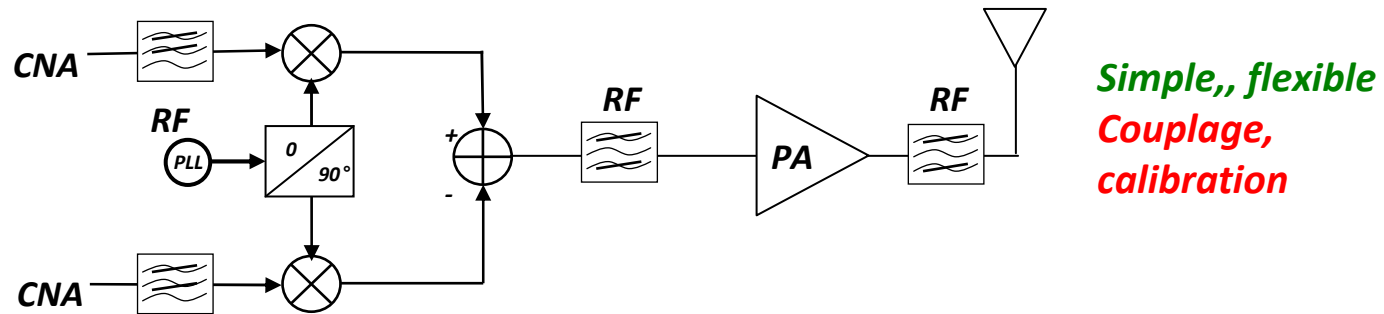 CNA
RF
PLL
0
90°
CNA
+
-
RF
PA
RF
Simple,, flexible
Couplage,
calibration